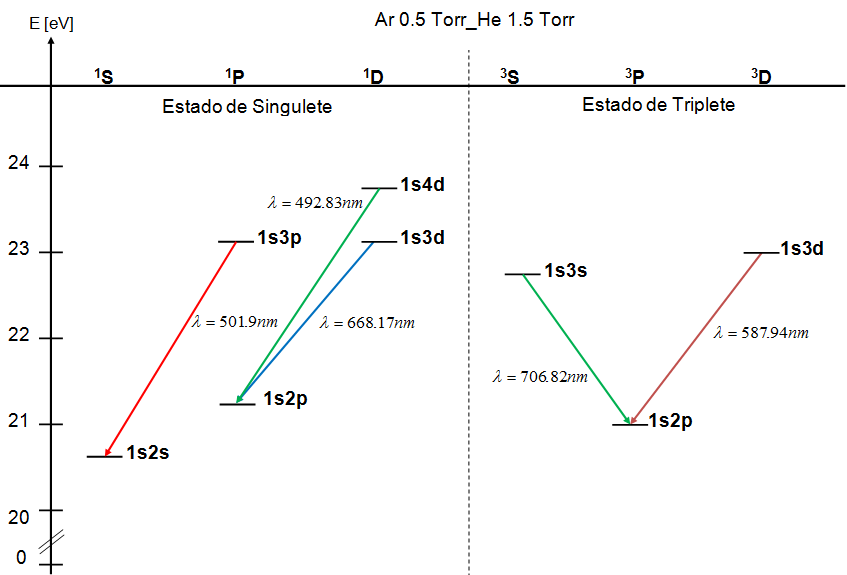 Ar 0.5 Torr_He 1.5 Torr
E [eV]
¹S ¹P ¹D ³S ³P ³D
Estado de Singulete Estado de Triplete
24
1s4d
λ = 492.83nm
1s3p 1s3d
23 1s3d
1s3s
λ = 501.9nm λ = 668.17nm
22 λ = 587.94nm
λ = 706.82nm
1s2p
21 1s2p
1s2s
20
0